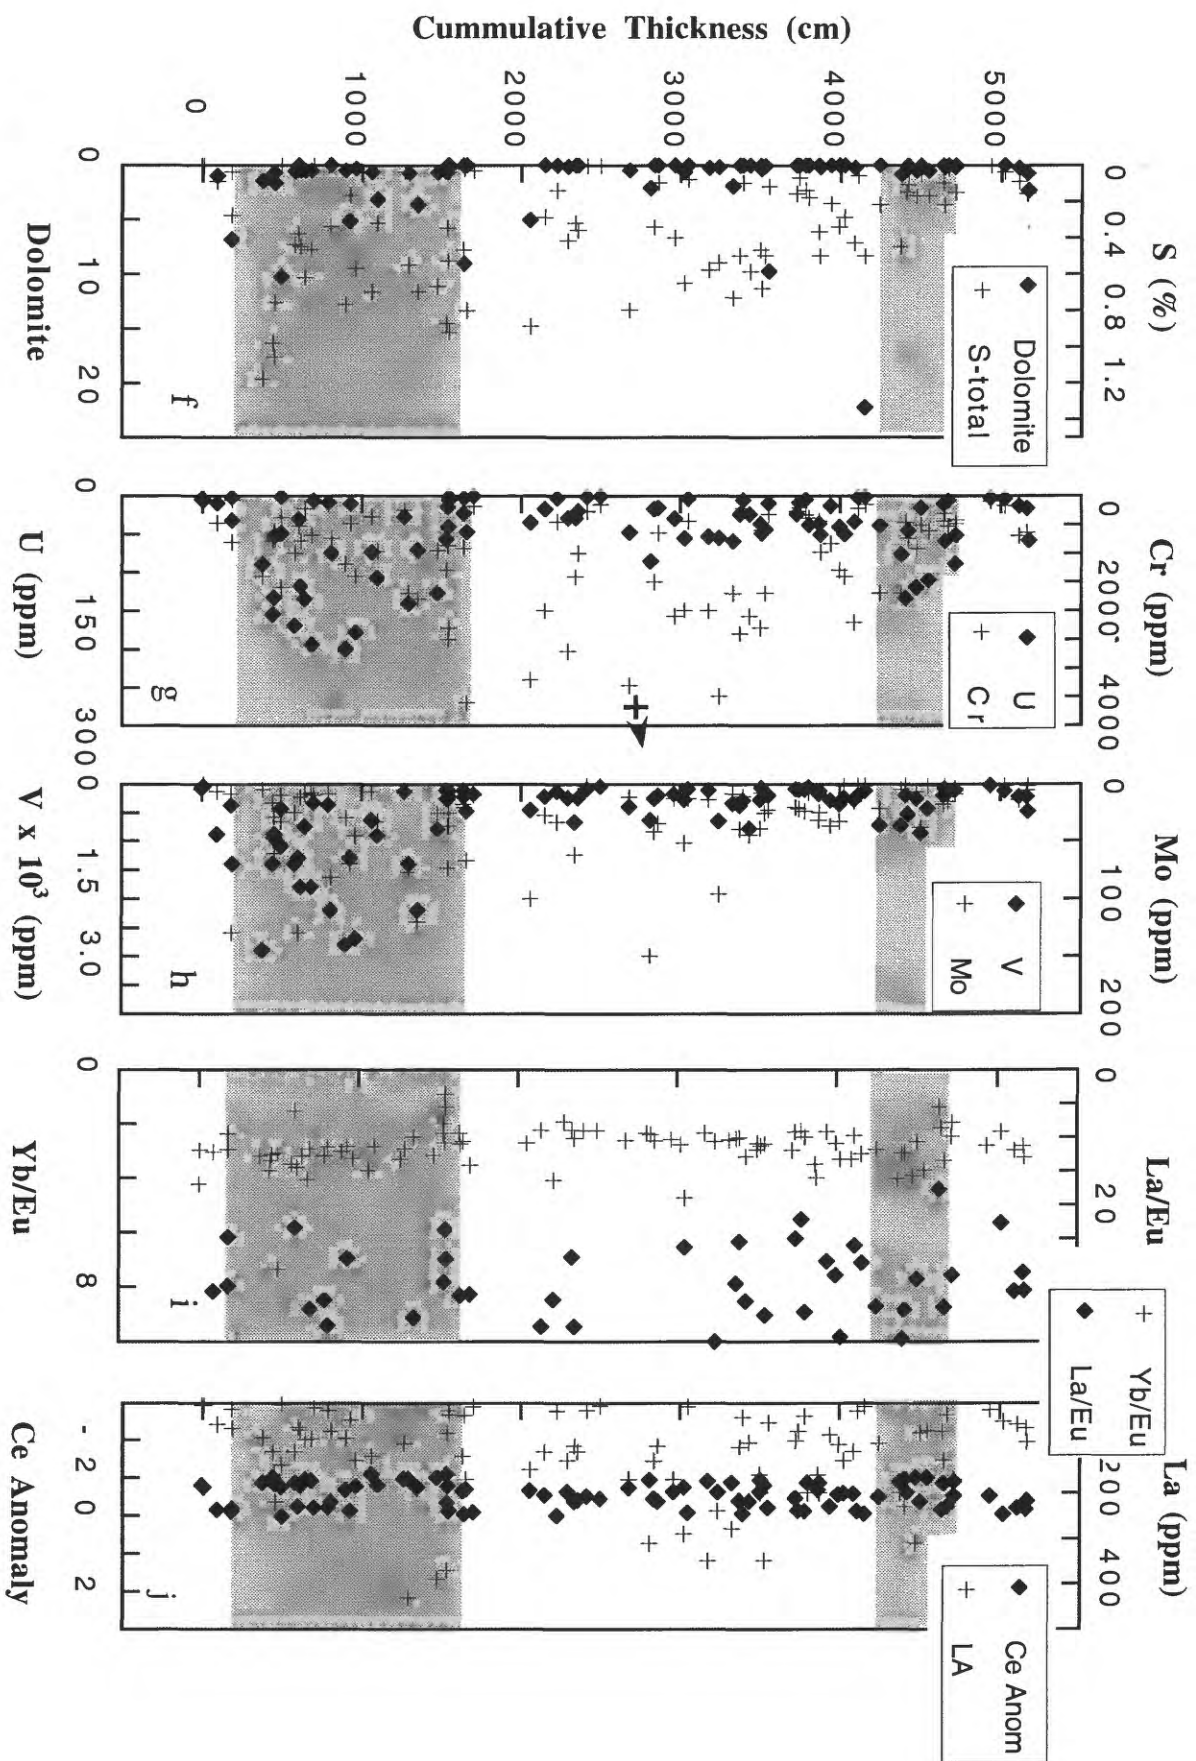 Cummulative Thickness (cm)
0
1000
2000
3000
4000
5000
S (%)
0
0.4
0.8
1.2
Dolomite
S-total
f
0
10
20
Dolomite
Cr (ppm)
0
2000
4000
U
Cr
g
0
150
300
U (ppm)
Mo (ppm)
0
100
200
V
Mo
h
0
1.5
3.0
V x 10³ (ppm)
La/Eu
0
20
Yb/Eu
La/Eu
i
0
8
Yb/Eu
La (ppm)
200
400
Ce Anom
LA
j
-
2
0
2
Ce Anomaly